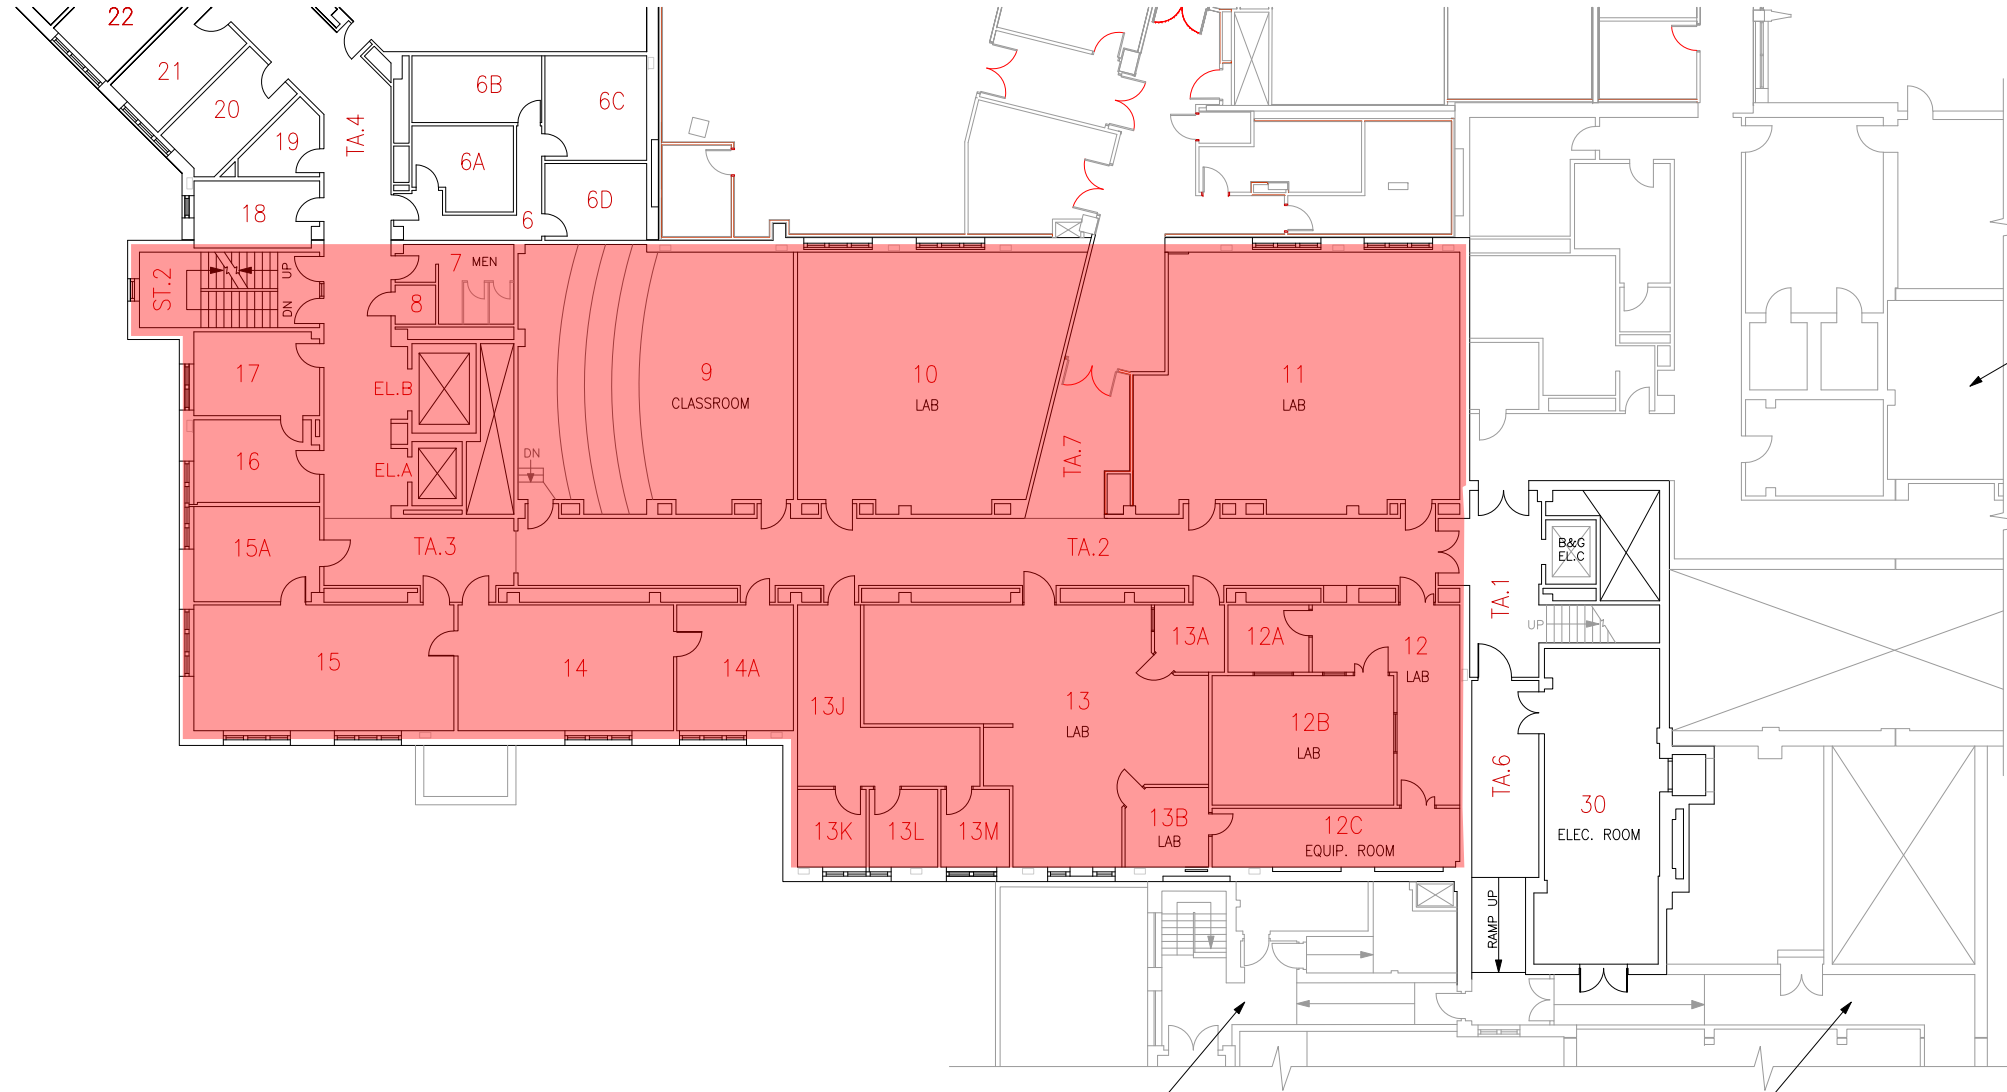 22
21
20
19
18
TA.4
6B
6C
6A
6D
6
ST.2
UP
DN
7 MEN
8
17
EL.B
16
EL.A
9
CLASSROOM
DN
10
LAB
TA.7
11
LAB
15A
TA.3
TA.2
B&G
EL.C
TA.1
UP
15
14
14A
13J
13
LAB
13A
12A
12
LAB
12B
LAB
13K
13L
13M
13B
LAB
12C
EQUIP. ROOM
TA.6
30
ELEC. ROOM
RAMP UP